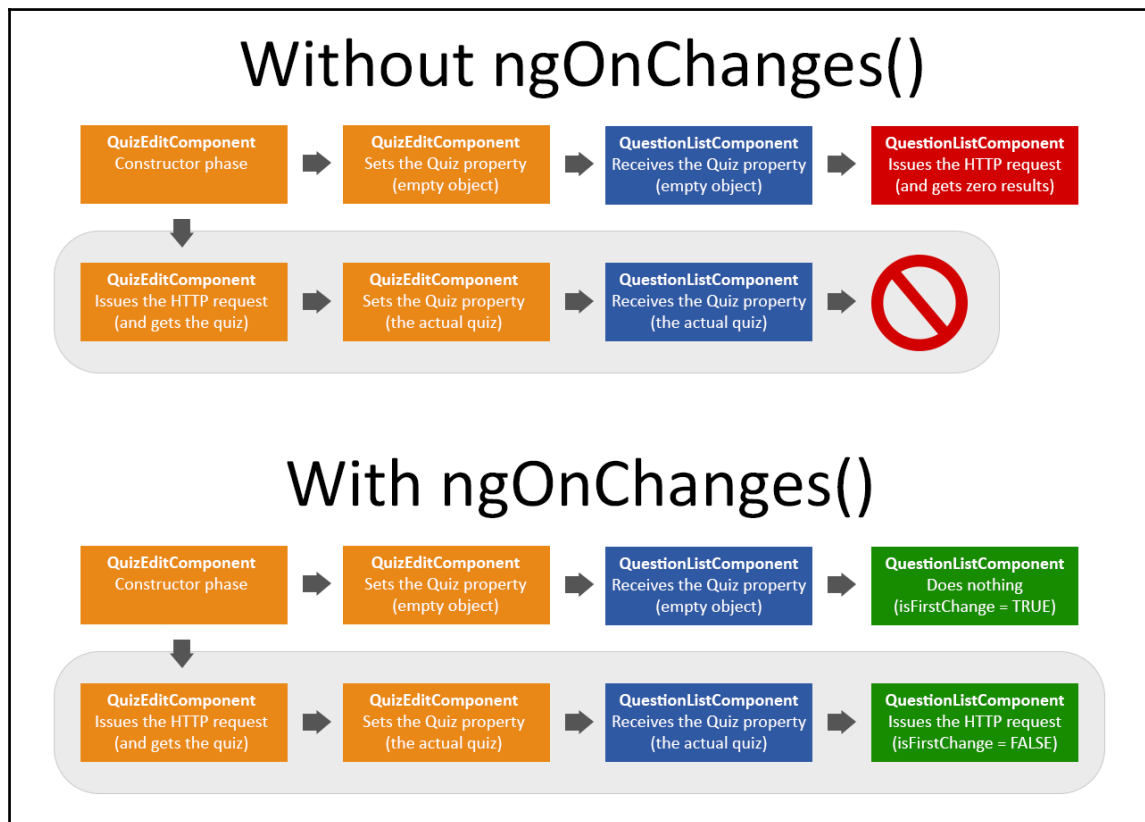 Without ngOnChanges()
QuizEditComponent
Constructor phase
QuizEditComponent
Sets the Quiz property
(empty object)
QuestionListComponent
Receives the Quiz property
(empty object)
QuestionListComponent
Issues the HTTP request
(and gets zero results)
QuizEditComponent
Issues the HTTP request
(and gets the quiz)
QuizEditComponent
Sets the Quiz property
(the actual quiz)
QuestionListComponent
Receives the Quiz property
(the actual quiz)
With ngOnChanges()
QuizEditComponent
Constructor phase
QuizEditComponent
Sets the Quiz property
(empty object)
QuestionListComponent
Receives the Quiz property
(empty object)
QuestionListComponent
Does nothing
(isFirstChange = TRUE)
QuizEditComponent
Issues the HTTP request
(and gets the quiz)
QuizEditComponent
Sets the Quiz property
(the actual quiz)
QuestionListComponent
Receives the Quiz property
(the actual quiz)
QuestionListComponent
Issues the HTTP request
(isFirstChange = FALSE)